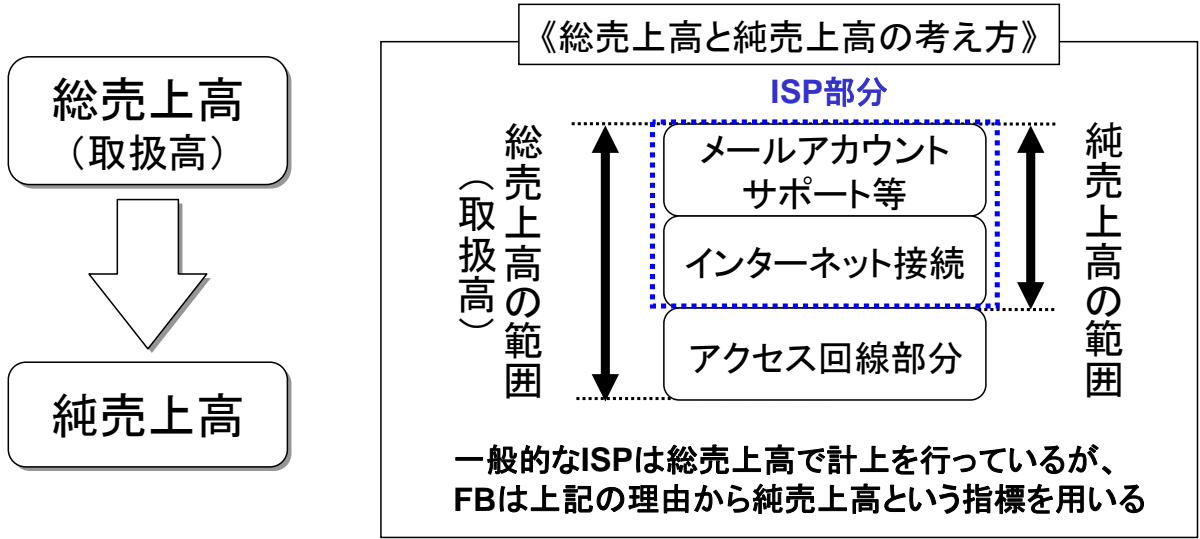 総売上高
（取扱高）
純売上高
《総売上高と純売上高の考え方》
ISP部分
総売上高の範囲
（取扱高）
メールアカウント
サポート等
インターネット接続
アクセス回線部分
純売上高の範囲
一般的なISPは総売上高で計上を行っているが、
FBは上記の理由から純売上高という指標を用いる